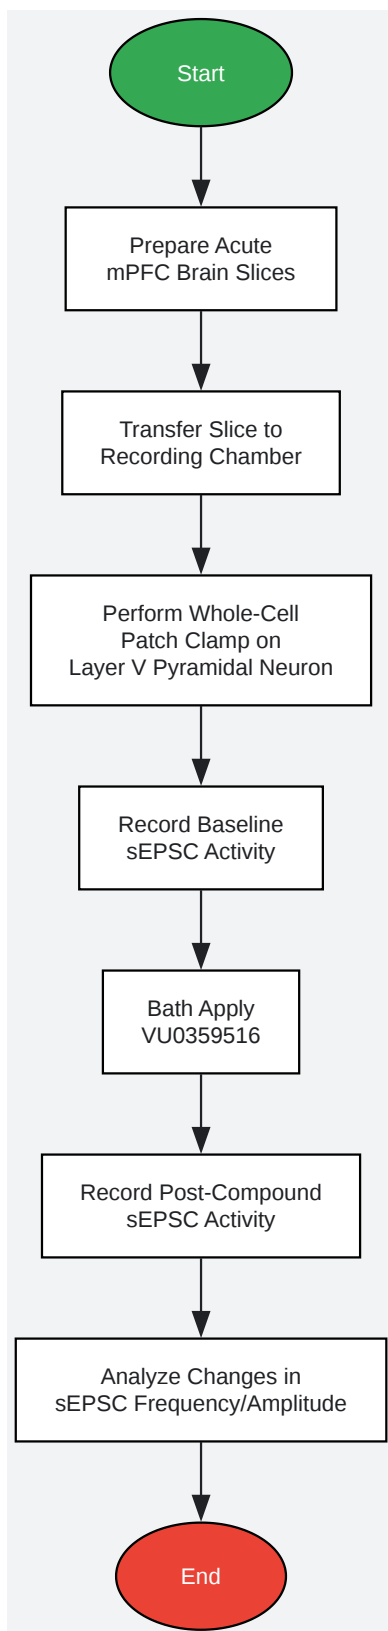 Start
Prepare Acute
mPFC Brain Slices
Transfer Slice to
Recording Chamber
Perform Whole-Cell
Patch Clamp on
Layer V Pyramidal Neuron
Record Baseline
sEPSC Activity
Bath Apply
VU0359516
Record Post-Compound
sEPSC Activity
Analyze Changes in
sEPSC Frequency/Amplitude
End